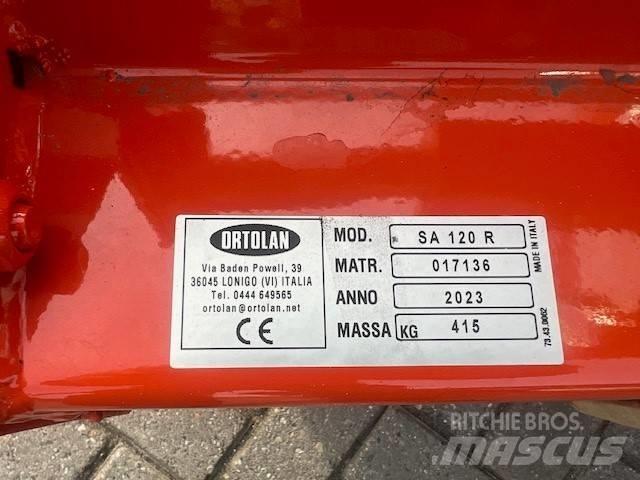 ORTOLAN
Via Baden Powell, 39
36045 LONIGO (VI) ITALIA
Tel. 0444 649565
ortolan@ortolan.net
CE
MOD. SA 120 R
MATR. 017136
ANNO 2023
MASSA KG 415
MADE IN ITALY
73.43.0062
RITCHIE BROS.
MASCUS